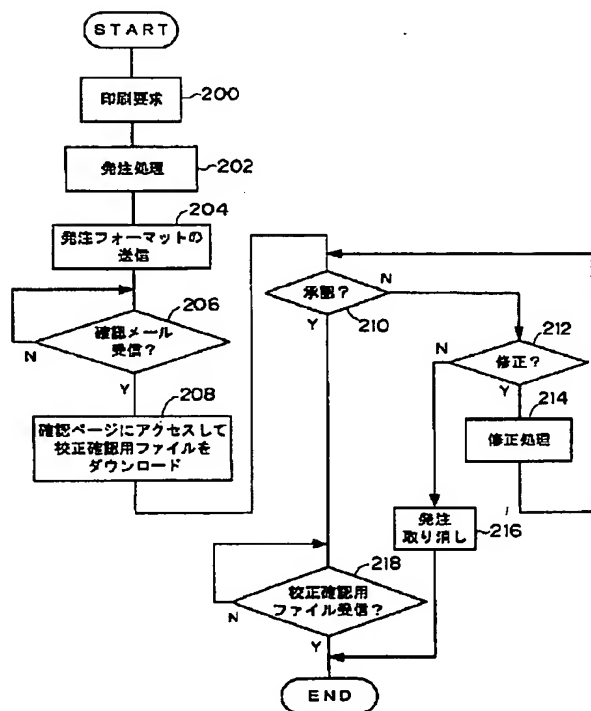 START
印刷要求
200
発注処理
202
204
発注フォーマットの
送信
206
確認メール
受信?
N
Y
208
確認ページにアクセスして
校正確認用ファイルを
ダウンロード
承認?
N
210
Y
212
修正?
N
Y
214
修正処理
発注
取り消し
216
218
校正確認用
ファイル受信?
N
Y
END